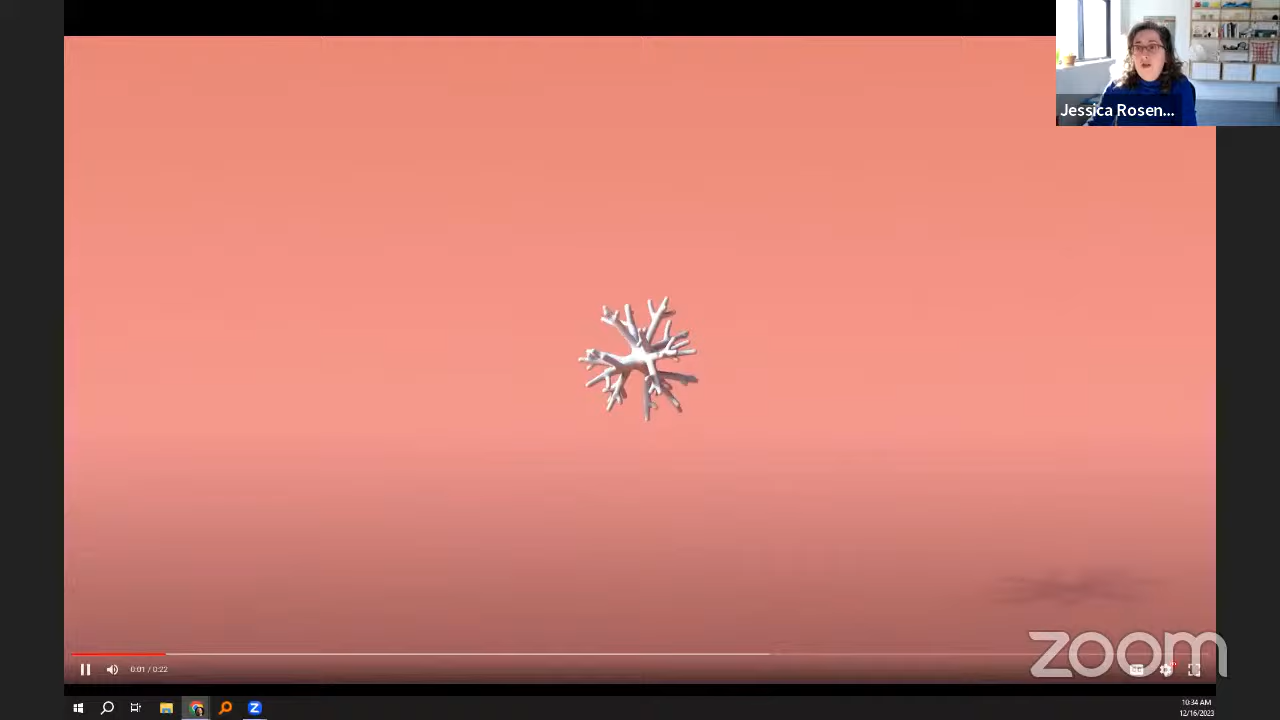 Jessica Rosen...
zoom
0:01 / 0:22
10:34 AM
12/16/2023